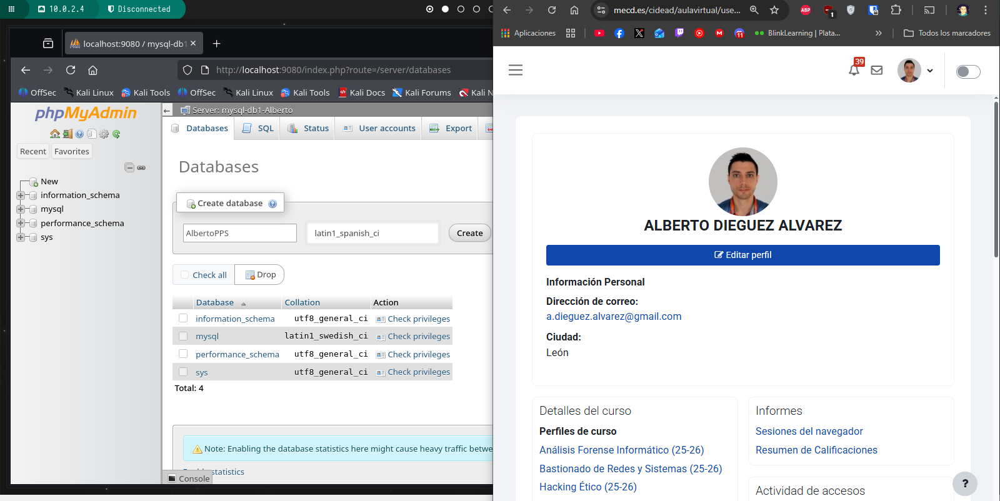 10.0.2.4
Disconnected
localhost:9080 / mysql-db1
http://localhost:9080/index.php?route=/server/databases
OffSec
Kali Linux
Kali Tools
OffSec
Kali Linux
Kali Tools
Kali Docs
Kali Forums
Kali N
phpMyAdmin
Recent
Favorites
New
information_schema
mysql
performance_schema
sys
Server: mysql-db1-Alberto
Databases
SQL
Status
User accounts
Export
Databases
Create database
AlbertoPPS
latin1_spanish_ci
Create
Check all
Drop
Database
Collation
Action
information_schema utf8_general_ci Check privileges
mysql latin1_swedish_ci Check privileges
performance_schema utf8_general_ci Check privileges
sys utf8_general_ci Check privileges
Total: 4
Note: Enabling the database statistics here might cause heavy traffic betwe
statistics
Console
mecd.es/cidead/aulavirtual/use...
ABP
1
Aplicaciones
11
BlinkLearning | Plata...
»
Todos los marcadores
39
ALBERTO DIEGUEZ ALVAREZ
Editar perfil
Información Personal
Dirección de correo:
a.dieguez.alvarez@gmail.com
Ciudad:
León
Detalles del curso
Perfiles de curso
Análisis Forense Informático (25-26)
Bastionado de Redes y Sistemas (25-26)
Hacking Ético (25-26)
Informes
Sesiones del navegador
Resumen de Calificaciones
Actividad de accesos
?